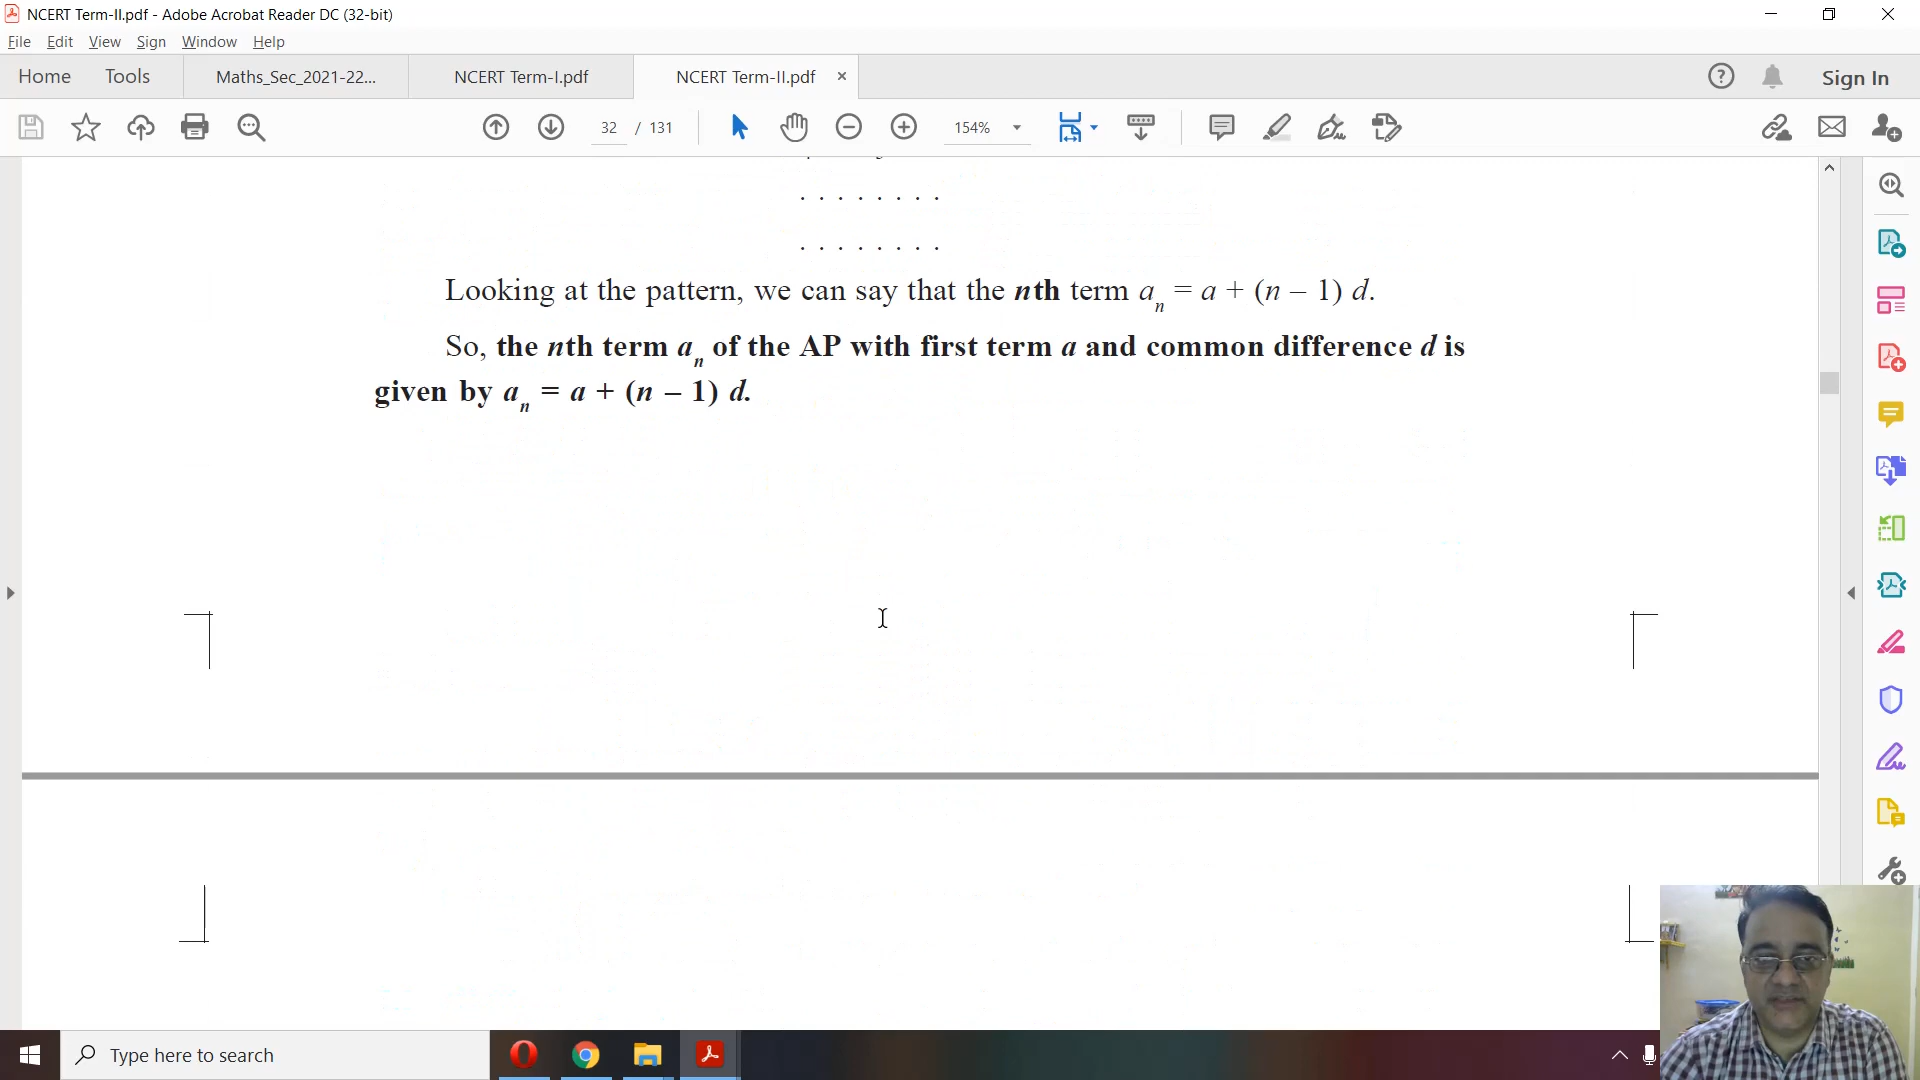 NCERT Term-II.pdf - Adobe Acrobat Reader DC (32-bit)
File Edit View Sign Window Help
Home Tools Maths_Sec_2021-22... NCERT Term-I.pdf NCERT Term-II.pdf × Sign In
32 / 131 154%
. . . . . . . .
. . . . . . . .
Looking at the pattern, we can say that the nth term aₙ = a + (n – 1) d.
So, the nth term aₙ of the AP with first term a and common difference d is
given by aₙ = a + (n – 1) d.
Type here to search